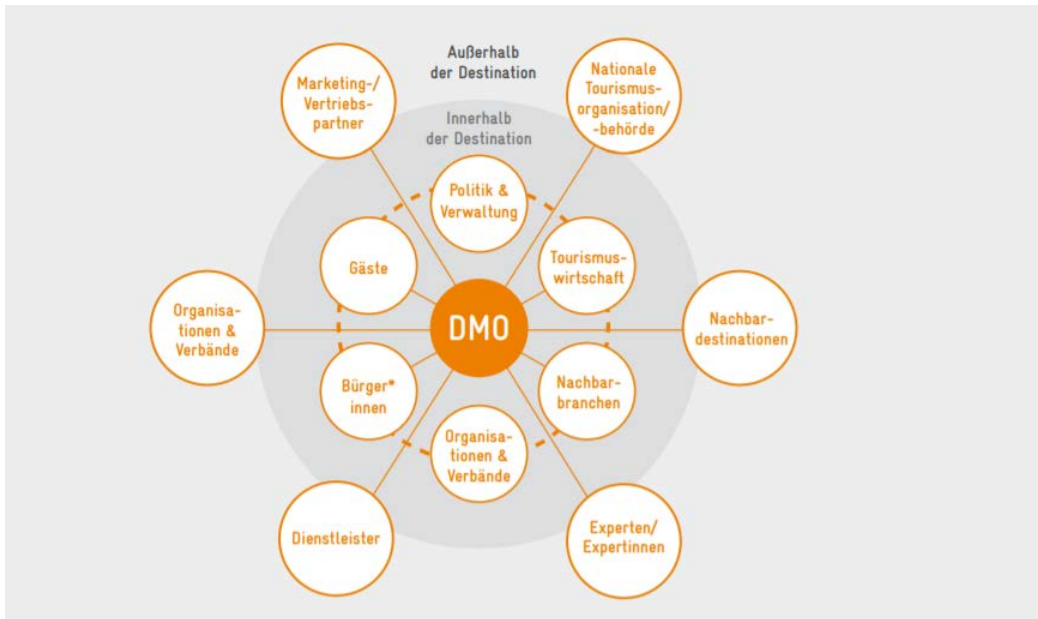 Außerhalb
der Destination
Marketing-/
Vertriebs-
partner
Nationale
Tourismus-
organisation/
-behörde
Innerhalb
der Destination
Politik &
Verwaltung
Gäste
Tourismus-
wirtschaft
Organisa-
tionen &
Verbände
DMO
Nachbar-
destinationen
Bürger*
innen
Nachbar-
branchen
Organisa-
tionen &
Verbände
Dienstleister
Experten/
Expertinnen